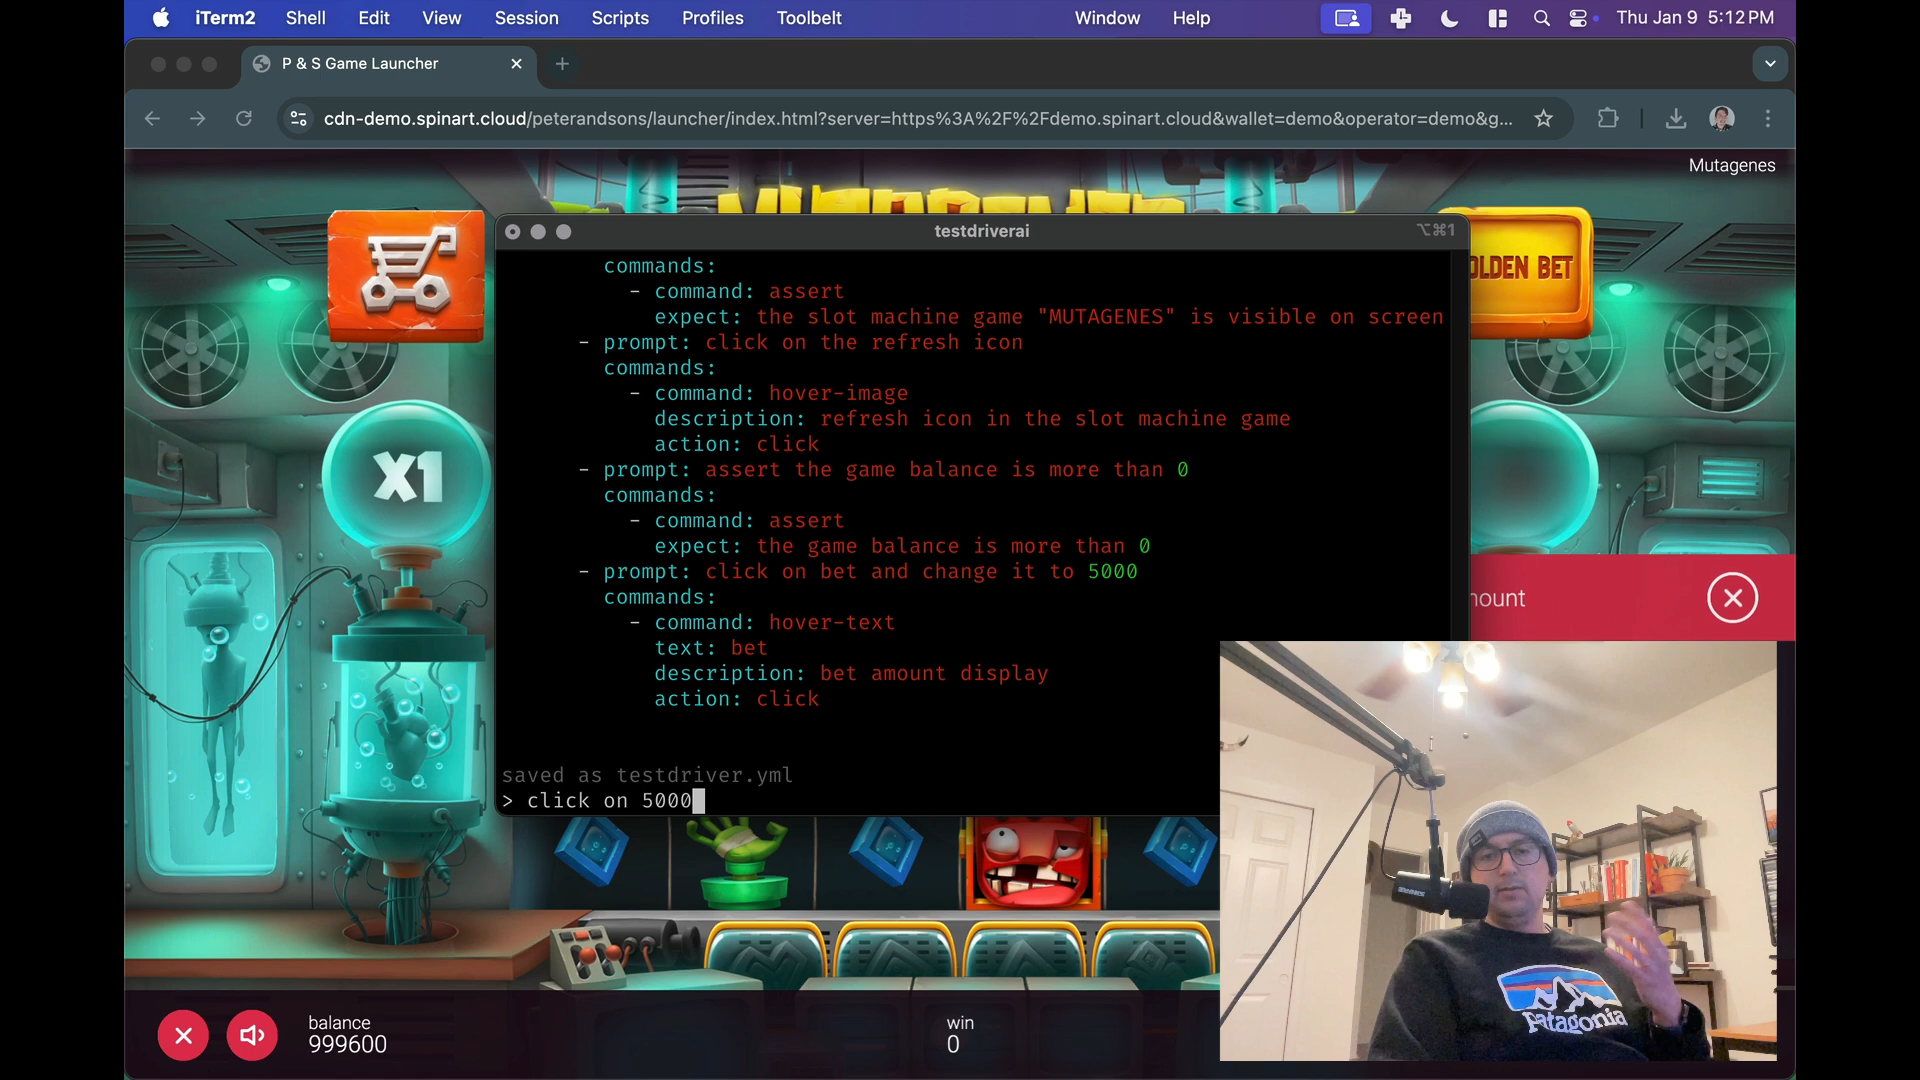 iTerm2 Shell Edit View Session Scripts Profiles Toolbelt Window Help Thu Jan 9 5:12 PM
P & S Game Launcher
cdn-demo.spinart.cloud/peterandsons/launcher/index.html?server=https%3A%2F%2Fdemo.spinart.cloud&wallet=demo&operator=demo&g...
Mutagenes
testdriverai
⌥⌘1
OLDEN BET
commands:
- command: assert
expect: the slot machine game "MUTAGENES" is visible on screen
- prompt: click on the refresh icon
commands:
- command: hover-image
description: refresh icon in the slot machine game
action: click
- prompt: assert the game balance is more than 0
commands:
- command: assert
expect: the game balance is more than 0
- prompt: click on bet and change it to 5000
commands:
- command: hover-text
text: bet
description: bet amount display
action: click
saved as testdriver.yml
> click on 5000
X1
nount
patagonia
balance
999600
win
0